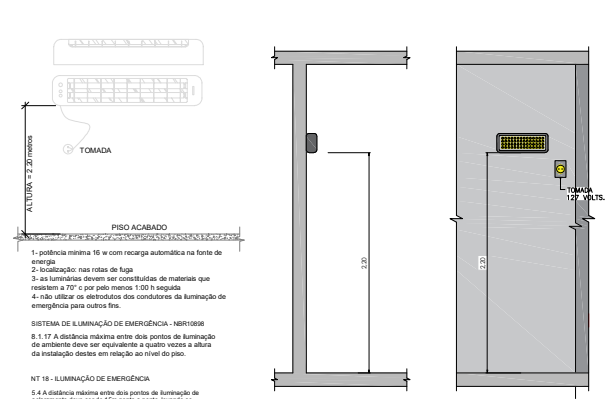 TOMADA
ALTURA = 2.20 metros
PISO ACABADO
1- potência minima 16 w com recarga automática na fonte de
energia
2- localização: nas rotas de fuga
3- as luminárias devem ser constituídas de materiais que
resistem a 70° c por pelo menos 1:00 h seguida
4- não utilizar os eletrodutos dos condutores da iluminação de
emergência para outros fins.
SISTEMA DE ILUMINAÇÃO DE EMERGÊNCIA - NBR10898
8.1.17 A distância máxima entre dois pontos de iluminação
de ambiente deve ser equivalente a quatro vezes a altura
da instalação destes em relação ao nível do piso.
NT 18 - ILUMINAÇÃO DE EMERGÊNCIA
5.4 A distância máxima entre dois pontos de iluminação de
2.20
2.20
TOMADA
127 VOLTS.